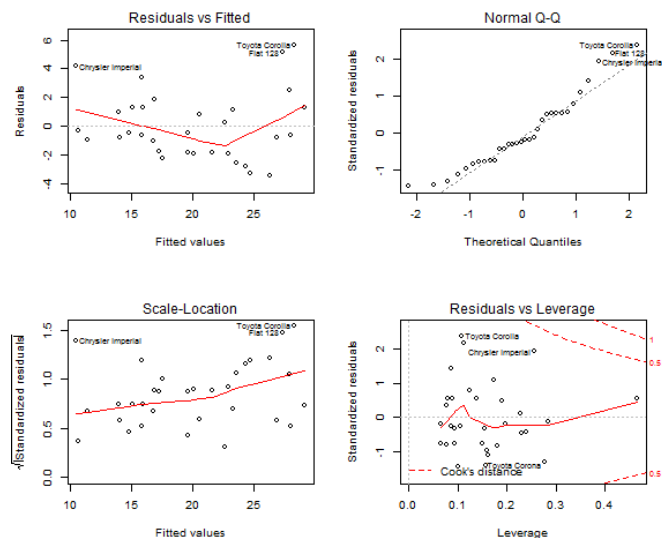 Residuals vs Fitted
Residuals
6
4
2
0
-2
-4
Toyota Corolla
Fiat 128
Chrysler Imperial
10 15 20 25
Fitted values
Normal Q-Q
Standardized residuals
2
1
0
-1
Toyota Corolla
Fiat 128
Chrysler Imperial
-2 -1 0 1 2
Theoretical Quantiles
Scale-Location
√|Standardized residuals|
1.5
1.0
0.5
0.0
Toyota Corolla
Fiat 128
Chrysler Imperial
10 15 20 25
Fitted values
Residuals vs Leverage
Standardized residuals
2
1
0
-1
Toyota Corolla
Chrysler Imperial
Toyota Corona
Cook's distance
1
0.5
0.5
0.0 0.1 0.2 0.3 0.4
Leverage